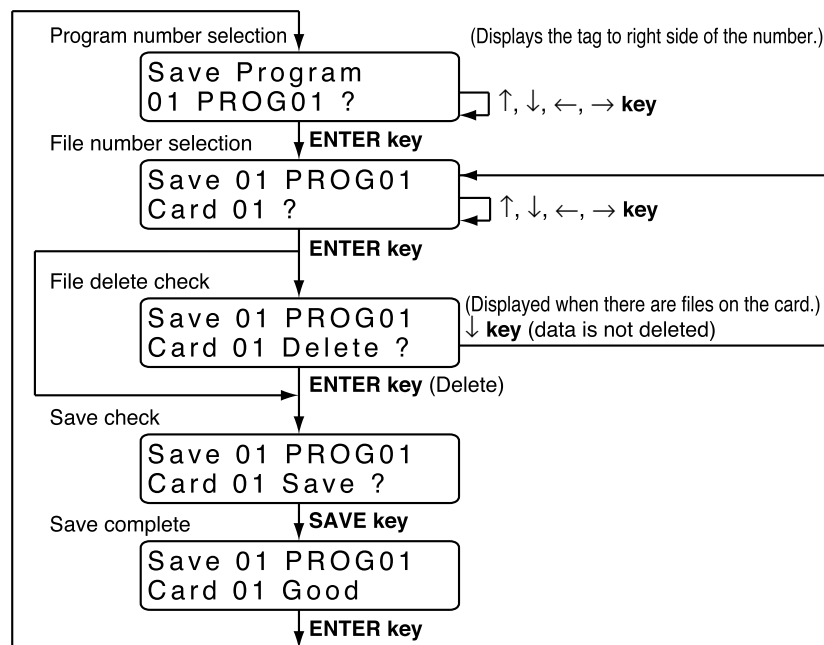 Program number selection
(Displays the tag to right side of the number.)
Save Program
01 PROG01 ?
↑, ↓, ←, → key
ENTER key
File number selection
Save 01 PROG01
Card 01 ?
↑, ↓, ←, → key
ENTER key
File delete check
(Displayed when there are files on the card.)
Save 01 PROG01
Card 01 Delete ?
↓ key (data is not deleted)
ENTER key (Delete)
Save check
Save 01 PROG01
Card 01 Save ?
SAVE key
Save complete
Save 01 PROG01
Card 01 Good
ENTER key